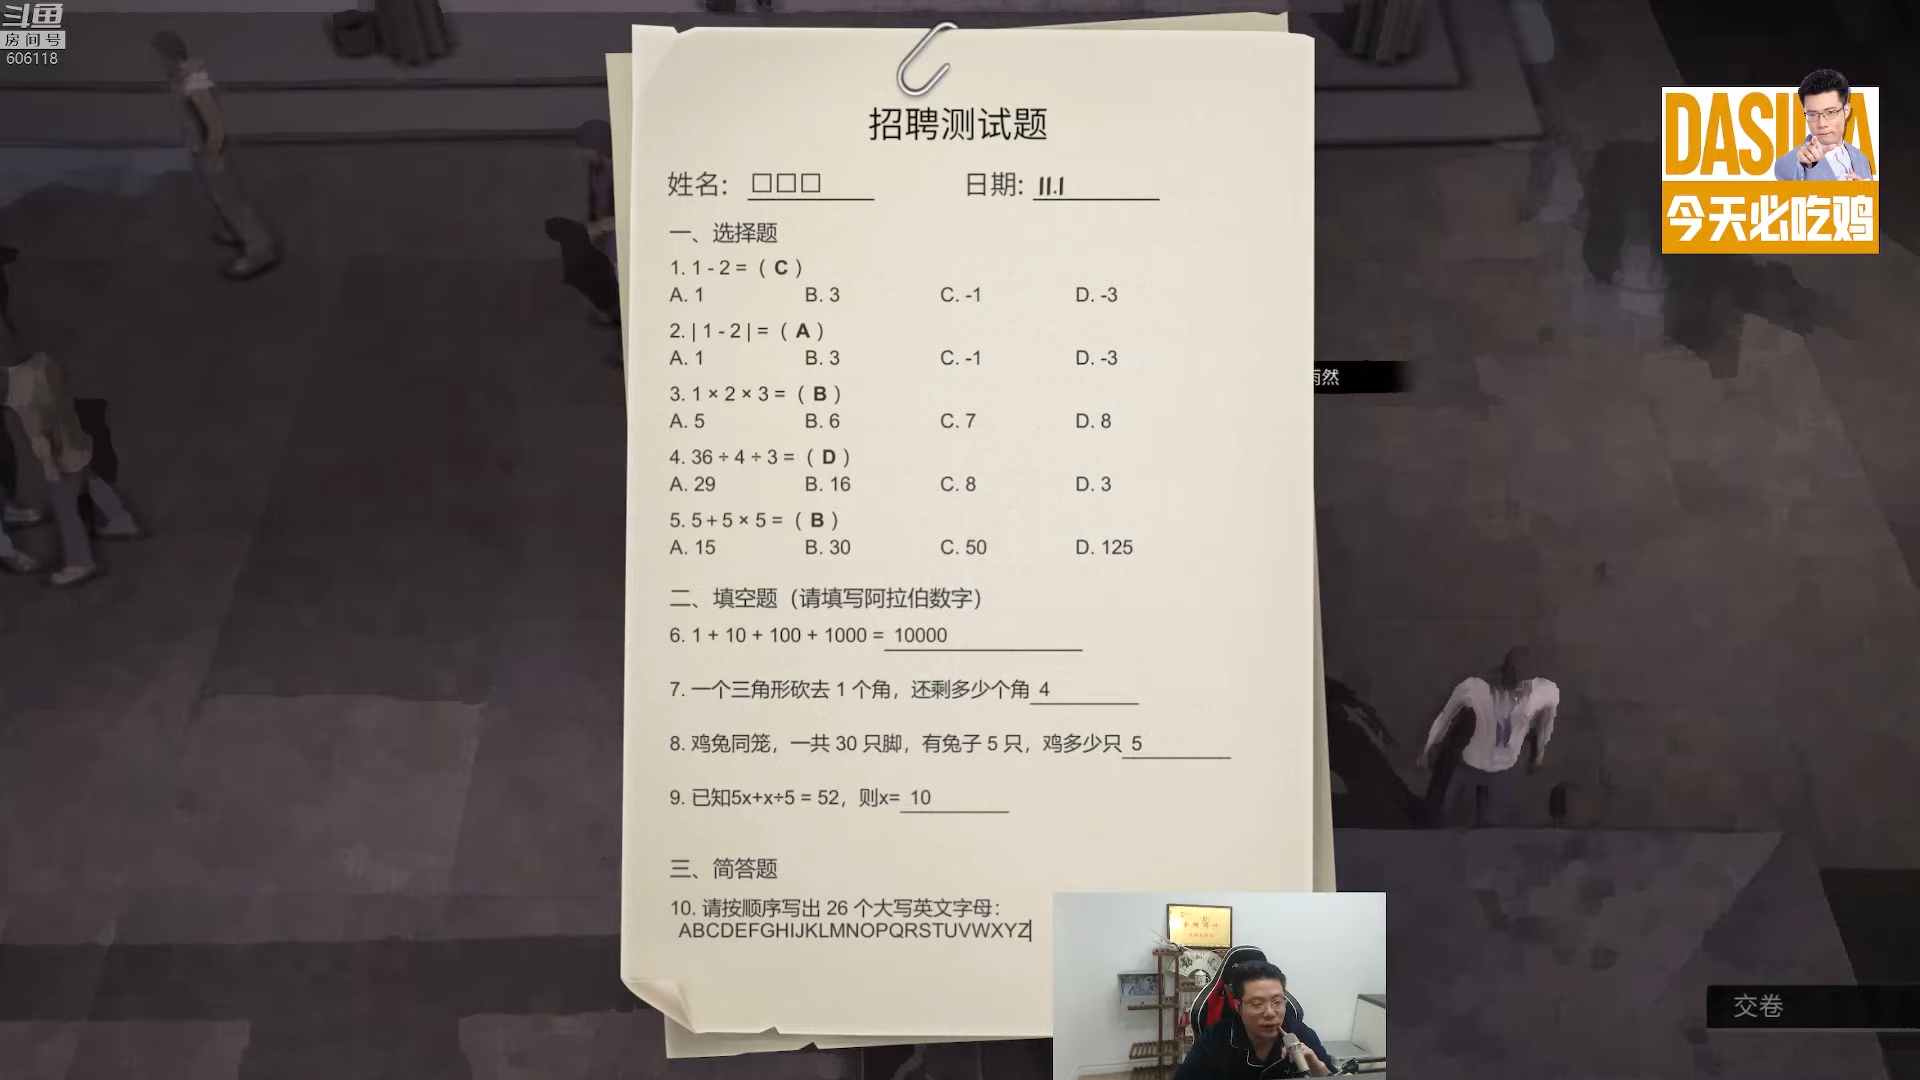 斗鱼
房间号
606118
DASIMA
今天必吃鸡
招聘测试题
姓名: □□□ 日期: 11.1
一、选择题
1. 1 - 2 = ( C )
A. 1 B. 3 C. -1 D. -3
2. | 1 - 2 | = ( A )
A. 1 B. 3 C. -1 D. -3
3. 1 × 2 × 3 = ( B )
A. 5 B. 6 C. 7 D. 8
雨然
4. 36 ÷ 4 ÷ 3 = ( D )
A. 29 B. 16 C. 8 D. 3
5. 5 + 5 × 5 = ( B )
A. 15 B. 30 C. 50 D. 125
二、填空题（请填写阿拉伯数字）
6. 1 + 10 + 100 + 1000 = 10000
7. 一个三角形砍去 1 个角，还剩多少个角 4
8. 鸡兔同笼，一共 30 只脚，有兔子 5 只，鸡多少只 5
9. 已知5x+x÷5 = 52，则x= 10
三、简答题
10. 请按顺序写出 26 个大写英文字母：
ABCDEFGHIJKLMNOPQRSTUVWXYZ
交卷